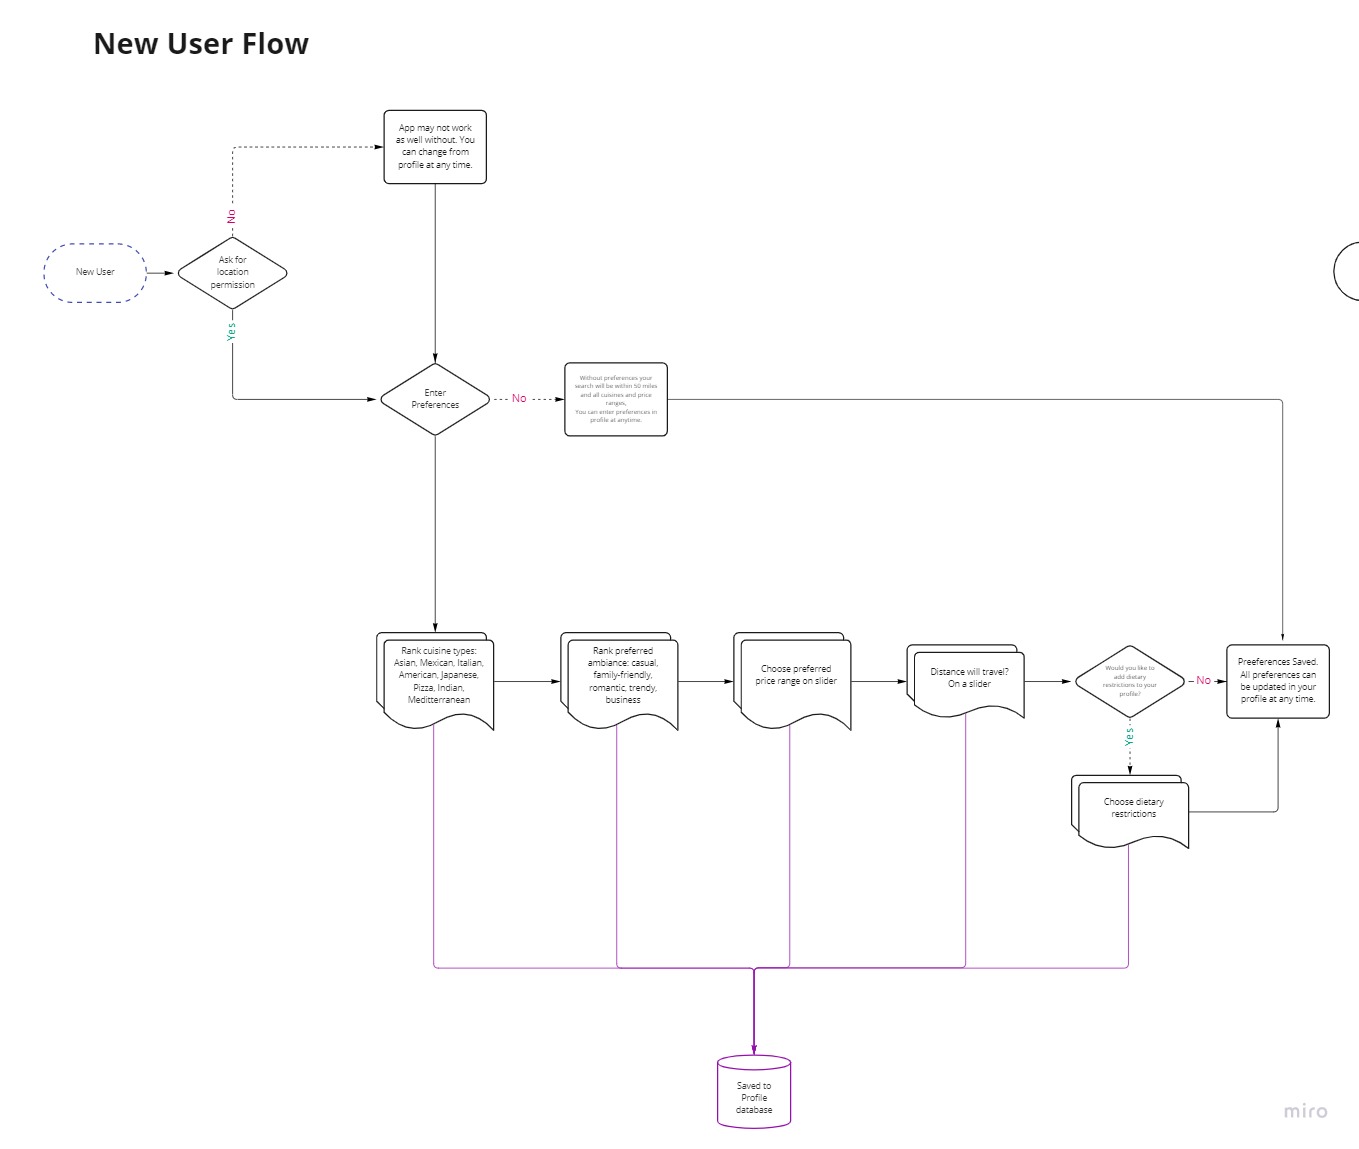 New User Flow
App may not work
as well without. You
can change from
profile at any time.
No
New User
Ask for
location
permission
Yes
Enter
Preferences
No
Without preferences your
search will be within 50 miles
and all cuisines and price
ranges.
You can enter preferences in
profile at anytime.
Rank cuisine types:
Asian, Mexican, Italian,
American, Japanese,
Pizza, Indian,
Meditterranean
Rank preferred
ambiance: casual,
family-friendly,
romantic, trendy,
business
Choose preferred
price range on slider
Distance will travel?
On a slider
Would you like to
add dietary
restrictions to your
profile?
No
Preeferences Saved.
All preferences can
be updated in your
profile at any time.
Yes
Choose dietary
restrictions
Saved to
Profile
database
miro